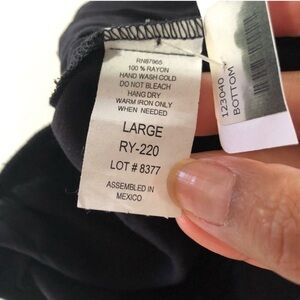 RN87965
100 % RAYON
HAND WASH COLD
DO NOT BLEACH
HANG DRY
WARM IRON ONLY
WHEN NEEDED
LARGE
RY-220
LOT # 8377
ASSEMBLED IN
MEXICO
123040
BOTTOM